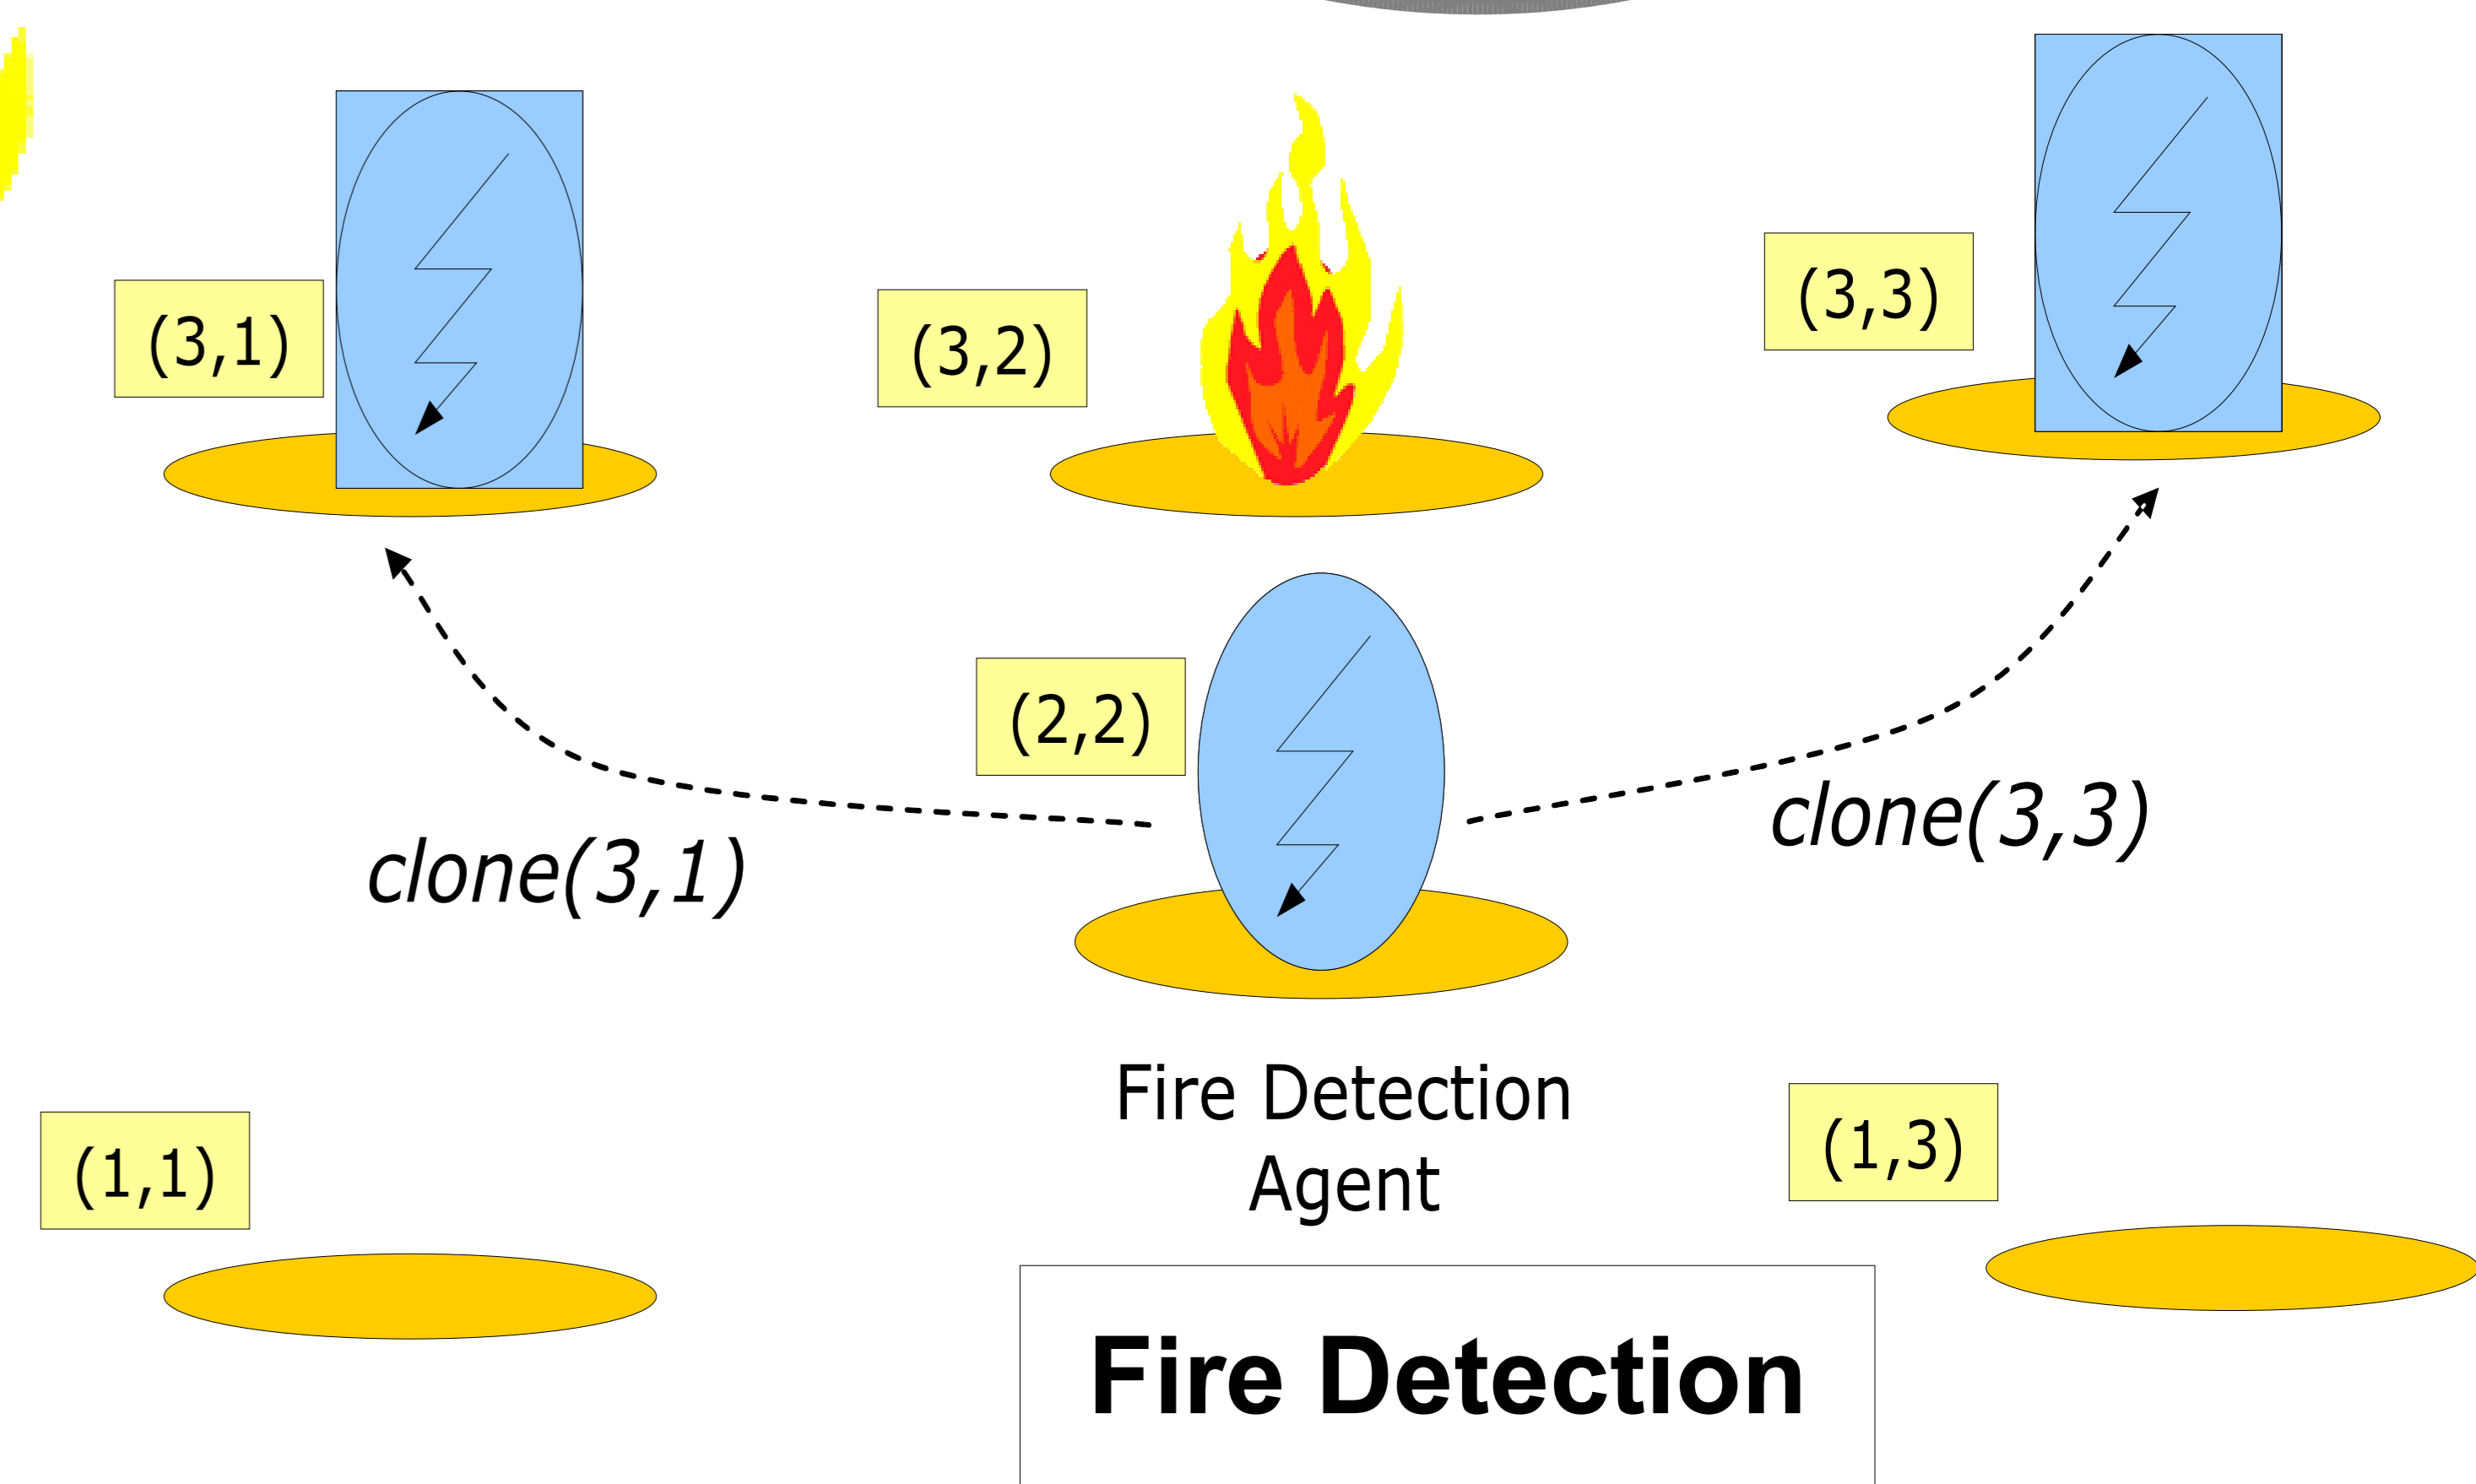 (3,3)
(3,1)
(3,2)
(2,2)
clone(3,3)
clone(3,1)
Fire Detection
Agent
(1,3)
(1,1)
Fire Detection